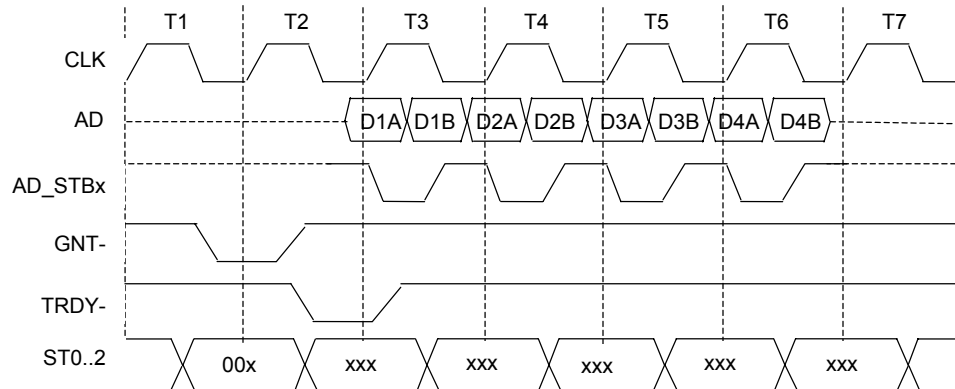 T1 T2 T3 T4 T5 T6 T7
CLK
AD D1A D1B D2A D2B D3A D3B D4A D4B
AD_STBx
GNT-
TRDY-
ST0..2 00x xxx xxx xxx xxx xxx